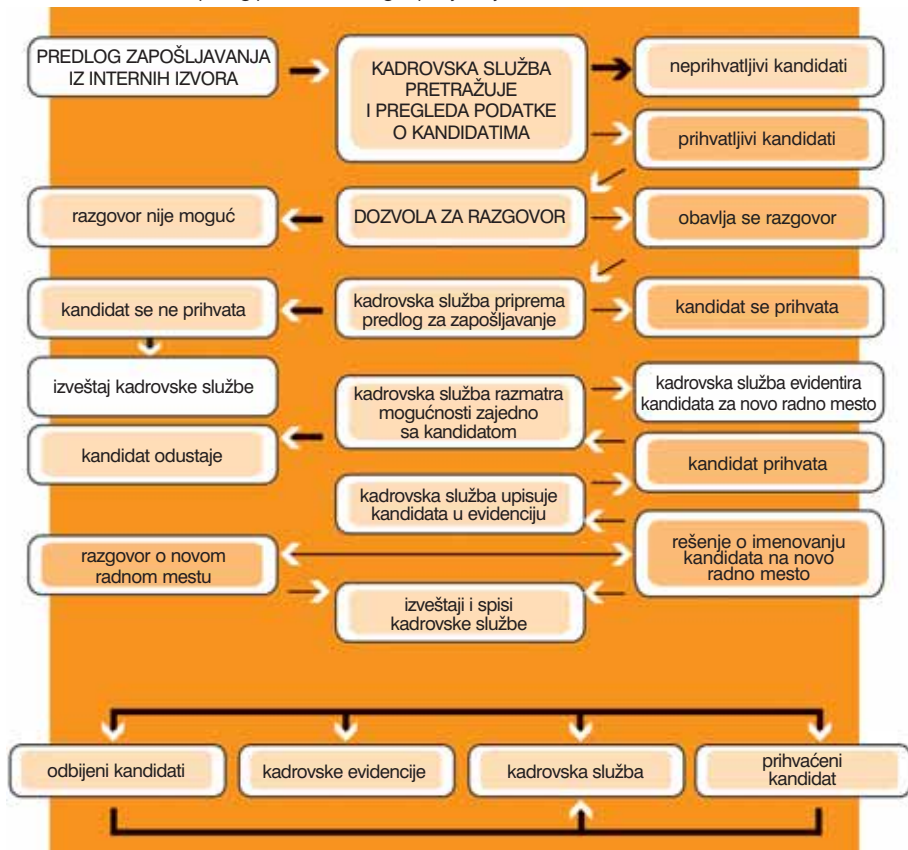 PREDLOG ZAPOŠLJAVANJA
IZ INTERNIH IZVORA
KADROVSKA SLUŽBA
PRETRAŽUJE
I PREGLEDA PODATKE
O KANDIDATIMA
neprihvatljivi kandidati
prihvatljivi kandidati
razgovor nije moguć
DOZVOLA ZA RAZGOVOR
obavlja se razgovor
kandidat se ne prihvata
kadrovska služba priprema
predlog za zapošljavanje
kandidat se prihvata
izveštaj kadrovske službe
kadrovska služba razmatra
mogućnosti zajedno
sa kandidatom
kadrovska služba evidentira
kandidata za novo radno mesto
kandidat odustaje
kandidat prihvata
kadrovska služba upisuje
kandidata u evidenciju
razgovor o novom
radnom mestu
rešenje o imenovanju
kandidata na novo
radno mesto
izveštaji i spisi
kadrovske službe
odbijeni kandidati
kadrovske evidencije
kadrovska služba
prihvaćeni
kandidat